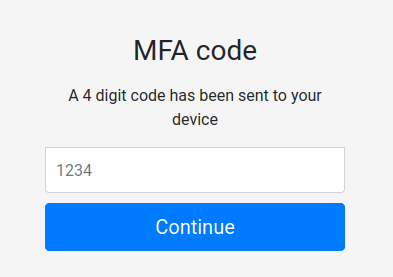 MFA code
A 4 digit code has been sent to your
device
1234
Continue